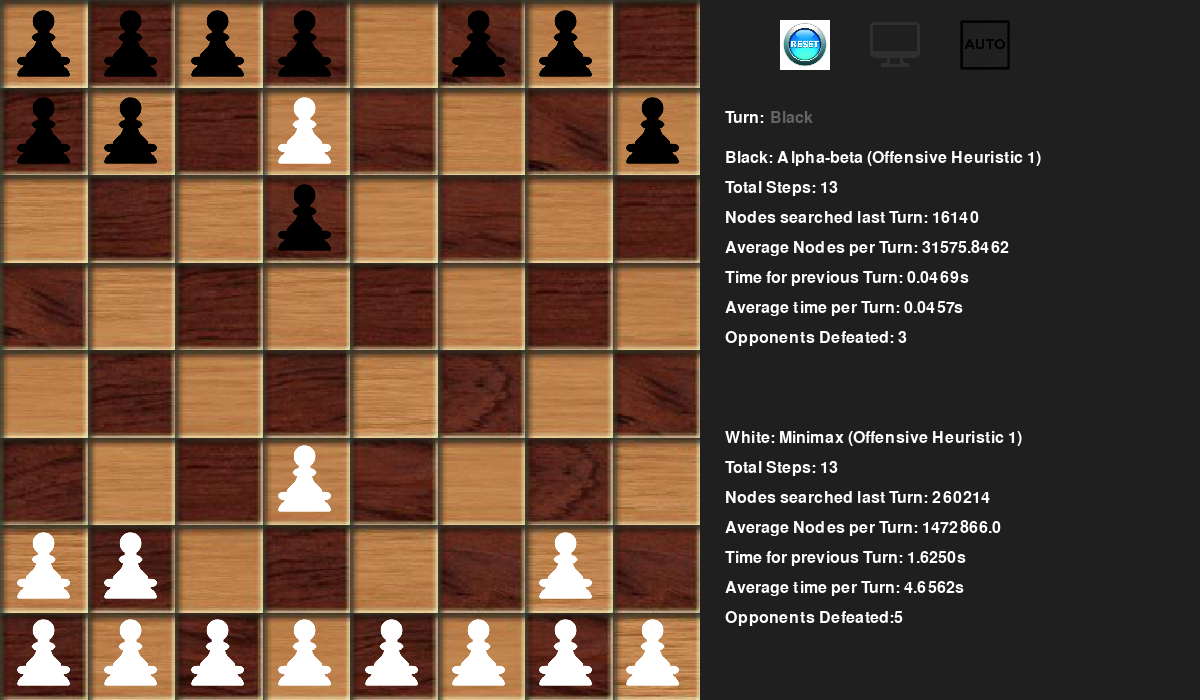 RESET
AUTO
Turn: Black
Black: Alpha-beta (Offensive Heuristic 1)
Total Steps: 13
Nodes searched last Turn: 16140
Average Nodes per Turn: 31575.8462
Time for previous Turn: 0.0469s
Average time per Turn: 0.0457s
Opponents Defeated: 3
White: Minimax (Offensive Heuristic 1)
Total Steps: 13
Nodes searched last Turn: 260214
Average Nodes per Turn: 1472866.0
Time for previous Turn: 1.6250s
Average time per Turn: 4.6562s
Opponents Defeated:5